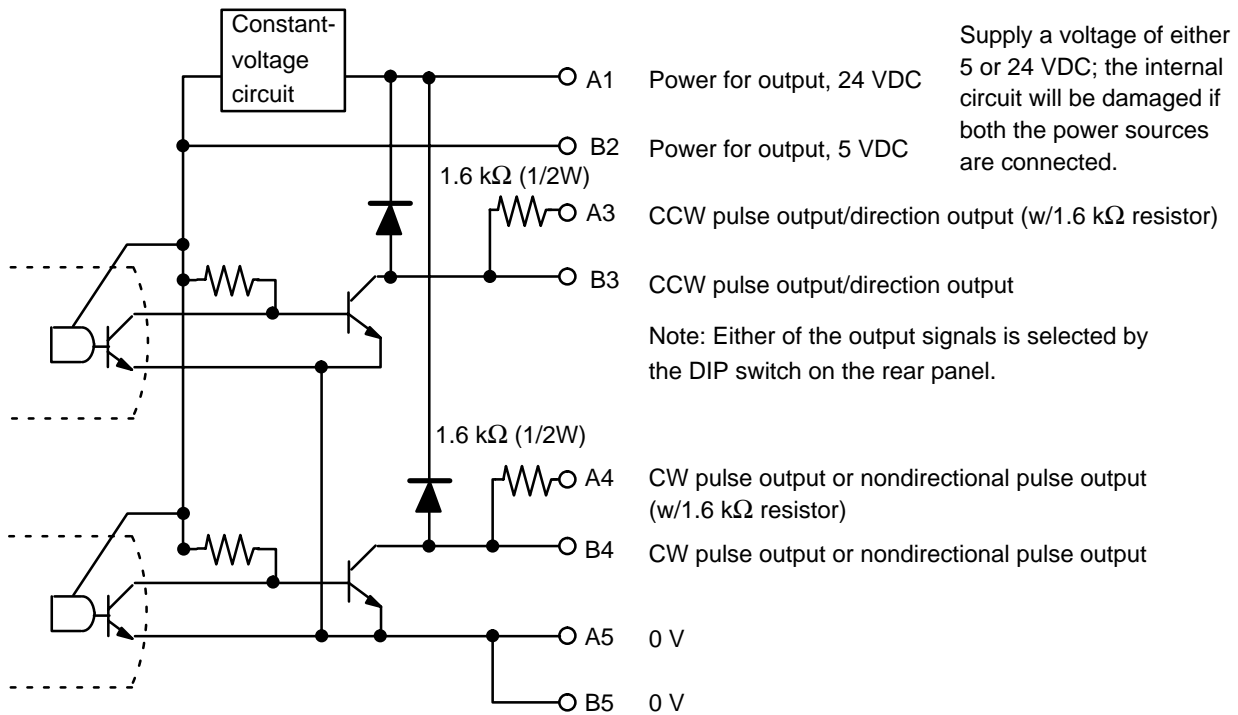 Constant-
voltage
circuit
A1 Power for output, 24 VDC
Supply a voltage of either
5 or 24 VDC; the internal
circuit will be damaged if
both the power sources
are connected.
B2 Power for output, 5 VDC
1.6 kΩ (1/2W)
A3 CCW pulse output/direction output (w/1.6 kΩ resistor)
B3 CCW pulse output/direction output
Note: Either of the output signals is selected by
the DIP switch on the rear panel.
1.6 kΩ (1/2W)
A4 CW pulse output or nondirectional pulse output
(w/1.6 kΩ resistor)
B4 CW pulse output or nondirectional pulse output
A5 0 V
B5 0 V